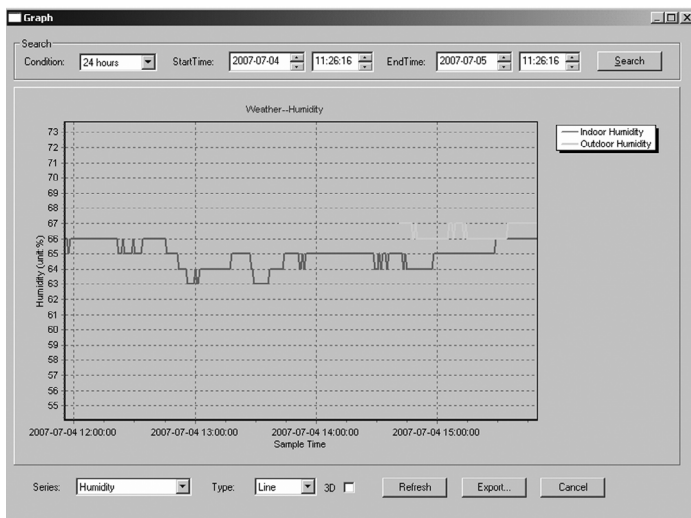 Graph
Search
Condition: 24 hours StartTime: 2007-07-04 11:26:16 EndTime: 2007-07-05 11:26:16 Search
Weather--Humidity
Indoor Humidity
Outdoor Humidity
Humidity (unit:%)
73
72
71
70
69
68
67
66
65
64
63
62
61
60
59
58
57
56
55
2007-07-04 12:00:00 2007-07-04 13:00:00 2007-07-04 14:00:00 2007-07-04 15:00:00
Sample Time
Series: Humidity Type: Line 3D Refresh Export... Cancel